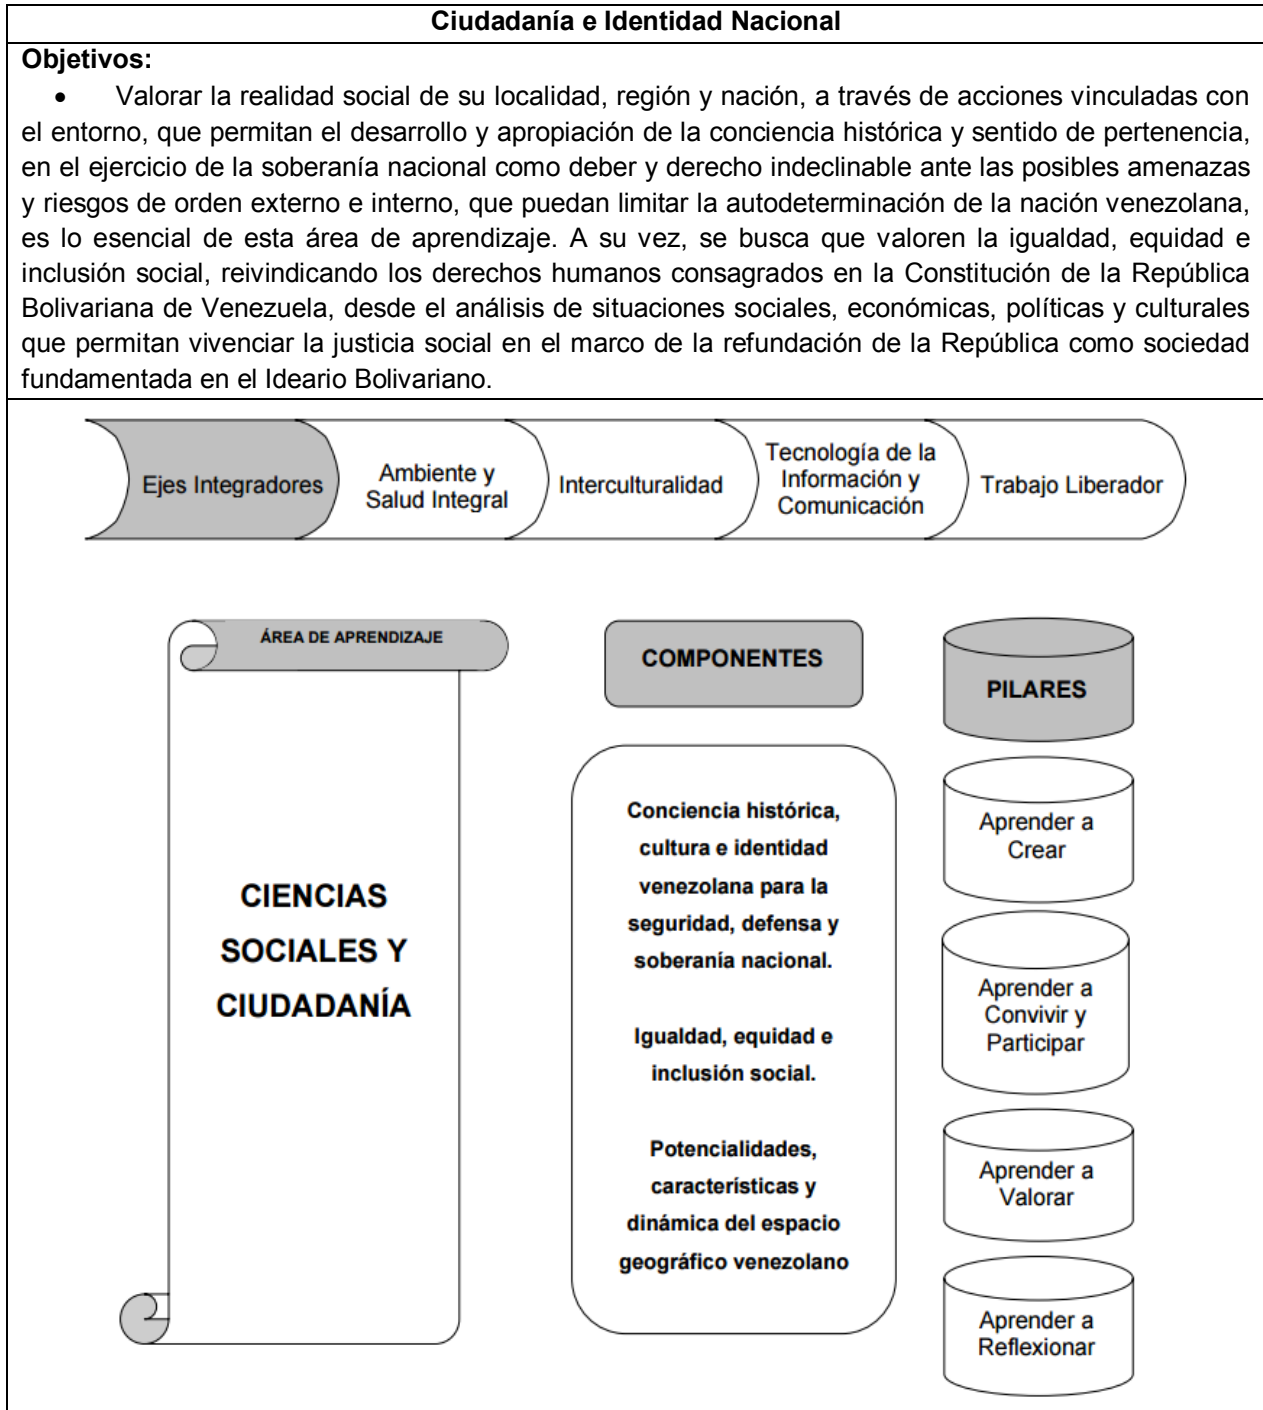 Ciudadanía e Identidad Nacional
Objetivos:
• Valorar la realidad social de su localidad, región y nación, a través de acciones vinculadas con
el entorno, que permitan el desarrollo y apropiación de la conciencia histórica y sentido de pertenencia,
en el ejercicio de la soberanía nacional como deber y derecho indeclinable ante las posibles amenazas
y riesgos de orden externo e interno, que puedan limitar la autodeterminación de la nación venezolana,
es lo esencial de esta área de aprendizaje. A su vez, se busca que valoren la igualdad, equidad e
inclusión social, reivindicando los derechos humanos consagrados en la Constitución de la República
Bolivariana de Venezuela, desde el análisis de situaciones sociales, económicas, políticas y culturales
que permitan vivenciar la justicia social en el marco de la refundación de la República como sociedad
fundamentada en el Ideario Bolivariano.
Ejes Integradores
Ambiente y
Salud Integral
Interculturalidad
Tecnología de la
Información y
Comunicación
Trabajo Liberador
ÁREA DE APRENDIZAJE
CIENCIAS
SOCIALES Y
CIUDADANÍA
COMPONENTES
Conciencia histórica,
cultura e identidad
venezolana para la
seguridad, defensa y
soberanía nacional.
Igualdad, equidad e
inclusión social.
Potencialidades,
características y
dinámica del espacio
geográfico venezolano
PILARES
Aprender a
Crear
Aprender a
Convivir y
Participar
Aprender a
Valorar
Aprender a
Reflexionar